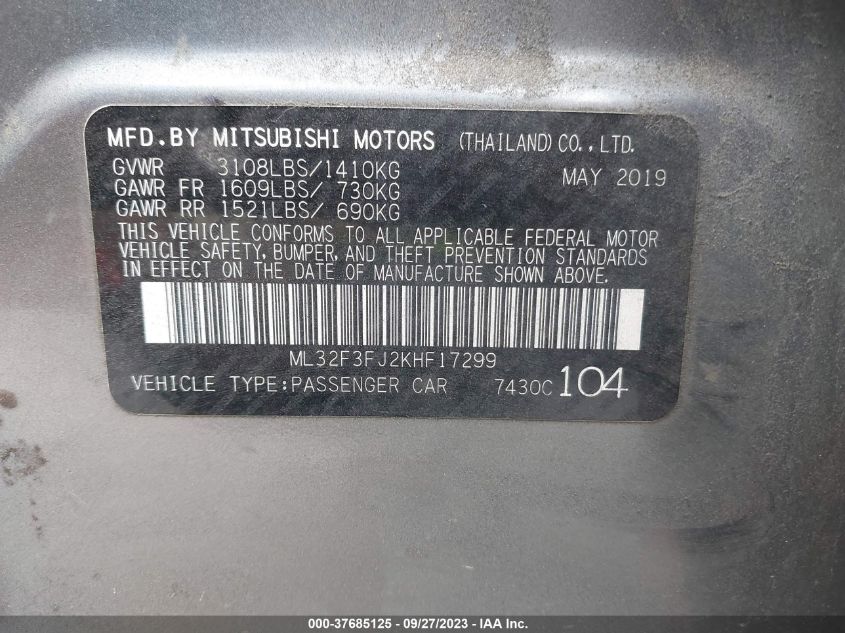 MFD.BY MITSUBISHI MOTORS (THAILAND)CO.,LTD.
GVWR 3108LBS/1410KG MAY 2019
GAWR FR 1609LBS/ 730KG
GAWR RR 1521LBS/ 690KG
THIS VEHICLE CONFORMS TO ALL APPLICABLE FEDERAL MOTOR
VEHICLE SAFETY, BUMPER, AND THEFT PREVENTION STANDARDS
IN EFFECT ON THE DATE OF MANUFACTURE SHOWN ABOVE.
ML32F3FJ2KHF17299
VEHICLE TYPE:PASSENGER CAR 7430C 104
000-37685125 - 09/27/2023 - IAAI.COM